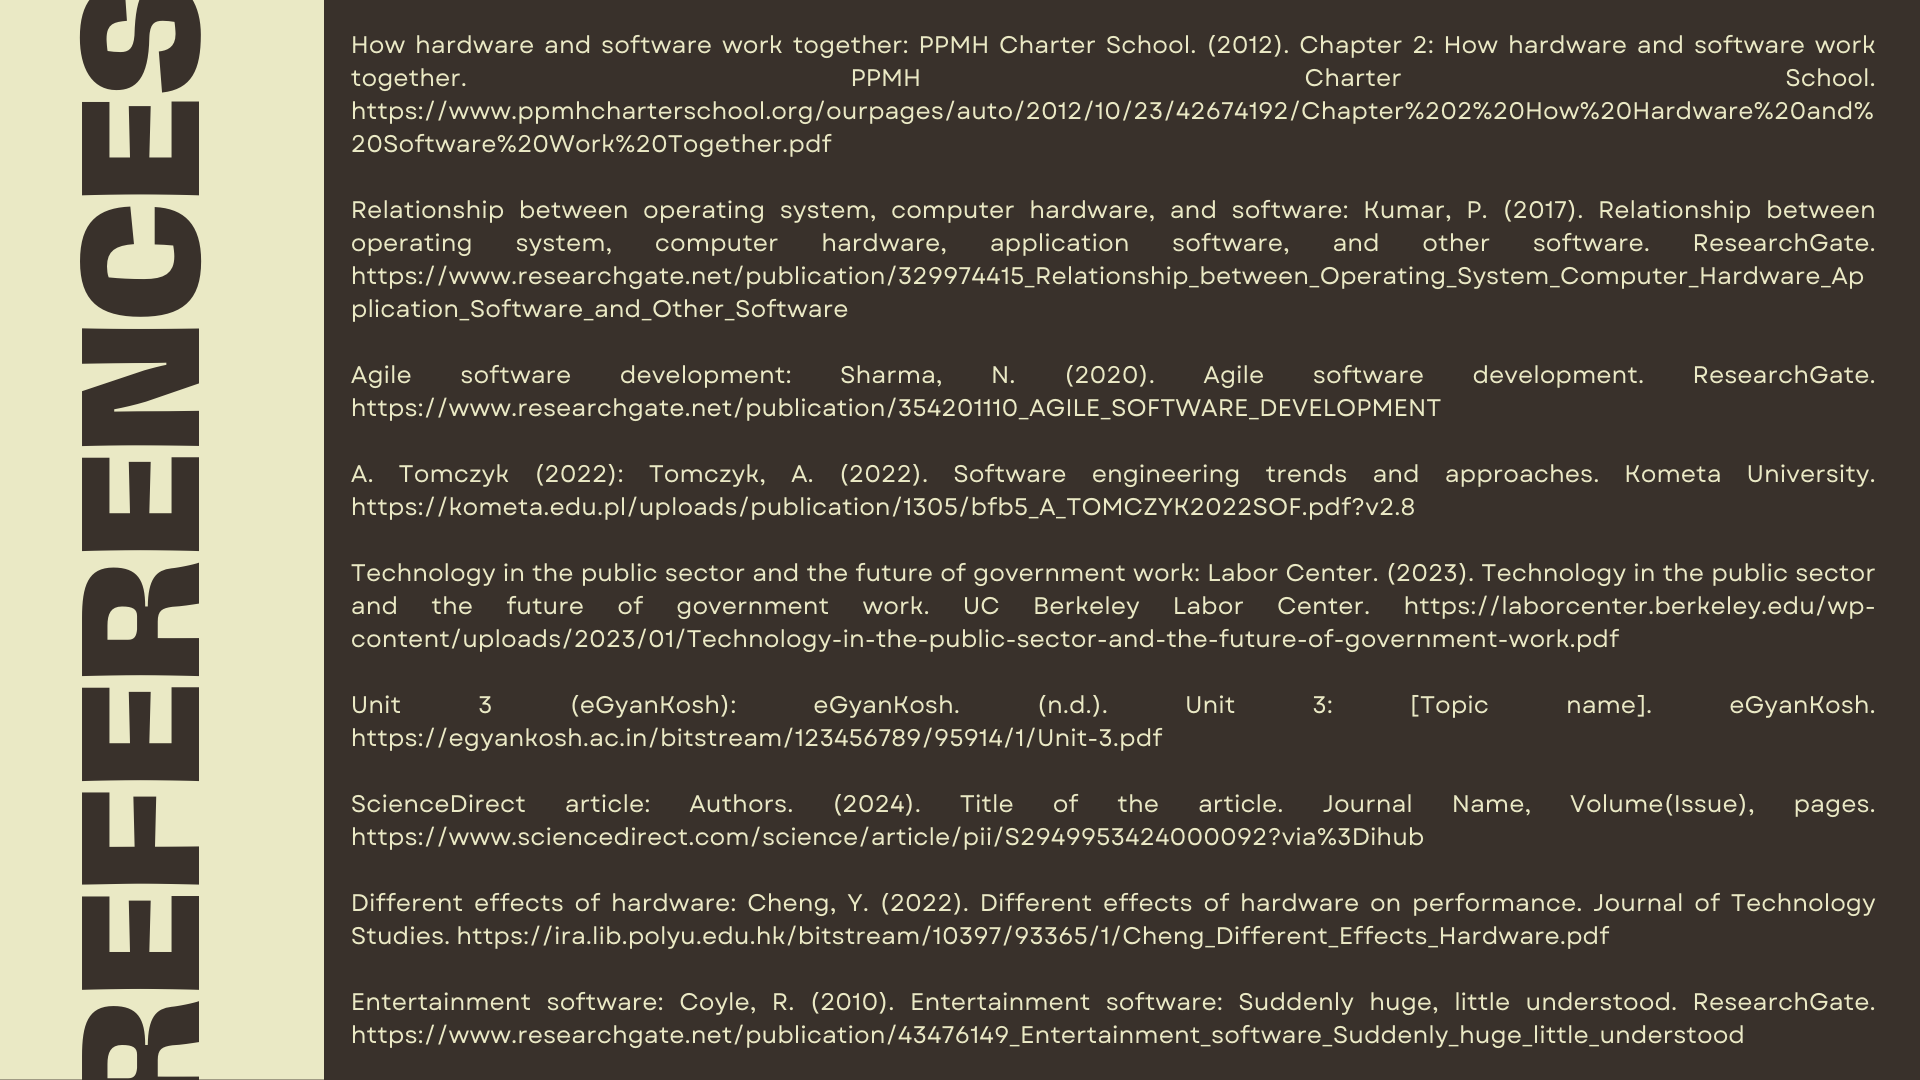 REFERENCES
How hardware and software work together: PPMH Charter School. (2012). Chapter 2: How hardware and software work
together. PPMH Charter School.
https://www.ppmhcharterschool.org/ourpages/auto/2012/10/23/42674192/Chapter%202%20How%20Hardware%20and%
20Software%20Work%20Together.pdf
Relationship between operating system, computer hardware, and software: Kumar, P. (2017). Relationship between
operating system, computer hardware, application software, and other software. ResearchGate.
https://www.researchgate.net/publication/329974415_Relationship_between_Operating_System_Computer_Hardware_Ap
plication_Software_and_Other_Software
Agile software development: Sharma, N. (2020). Agile software development. ResearchGate.
https://www.researchgate.net/publication/354201110_AGILE_SOFTWARE_DEVELOPMENT
A. Tomczyk (2022): Tomczyk, A. (2022). Software engineering trends and approaches. Kometa University.
https://kometa.edu.pl/uploads/publication/1305/bfb5_A_TOMCZYK2022SOF.pdf?v2.8
Technology in the public sector and the future of government work: Labor Center. (2023). Technology in the public sector
and the future of government work. UC Berkeley Labor Center. https://laborcenter.berkeley.edu/wp-
content/uploads/2023/01/Technology-in-the-public-sector-and-the-future-of-government-work.pdf
Unit 3 (eGyanKosh): eGyanKosh. (n.d.). Unit 3: [Topic name]. eGyanKosh.
https://egyankosh.ac.in/bitstream/123456789/95914/1/Unit-3.pdf
ScienceDirect article: Authors. (2024). Title of the article. Journal Name, Volume(Issue), pages.
https://www.sciencedirect.com/science/article/pii/S2949953424000092?via%3Dihub
Different effects of hardware: Cheng, Y. (2022). Different effects of hardware on performance. Journal of Technology
Studies. https://ira.lib.polyu.edu.hk/bitstream/10397/93365/1/Cheng_Different_Effects_Hardware.pdf
Entertainment software: Coyle, R. (2010). Entertainment software: Suddenly huge, little understood. ResearchGate.
https://www.researchgate.net/publication/43476149_Entertainment_software_Suddenly_huge_little_understood